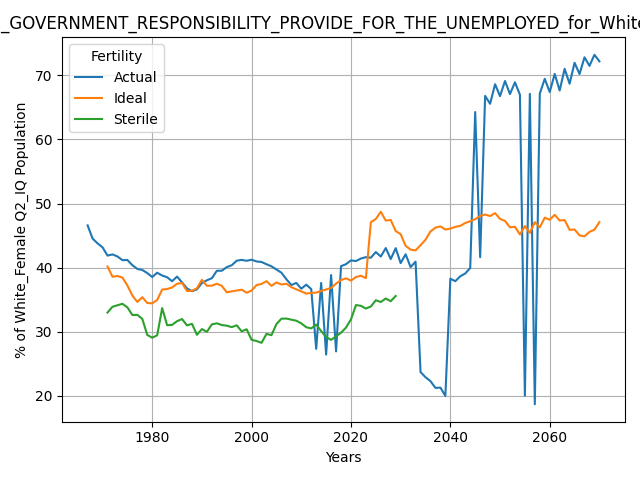 _GOVERNMENT_RESPONSIBILITY_PROVIDE_FOR_THE_UNEMPLOYED_for_White
Fertility
Actual
Ideal
Sterile
% of White_Female Q2_IQ Population
70
60
50
40
30
20
1980
2000
2020
2040
2060
Years